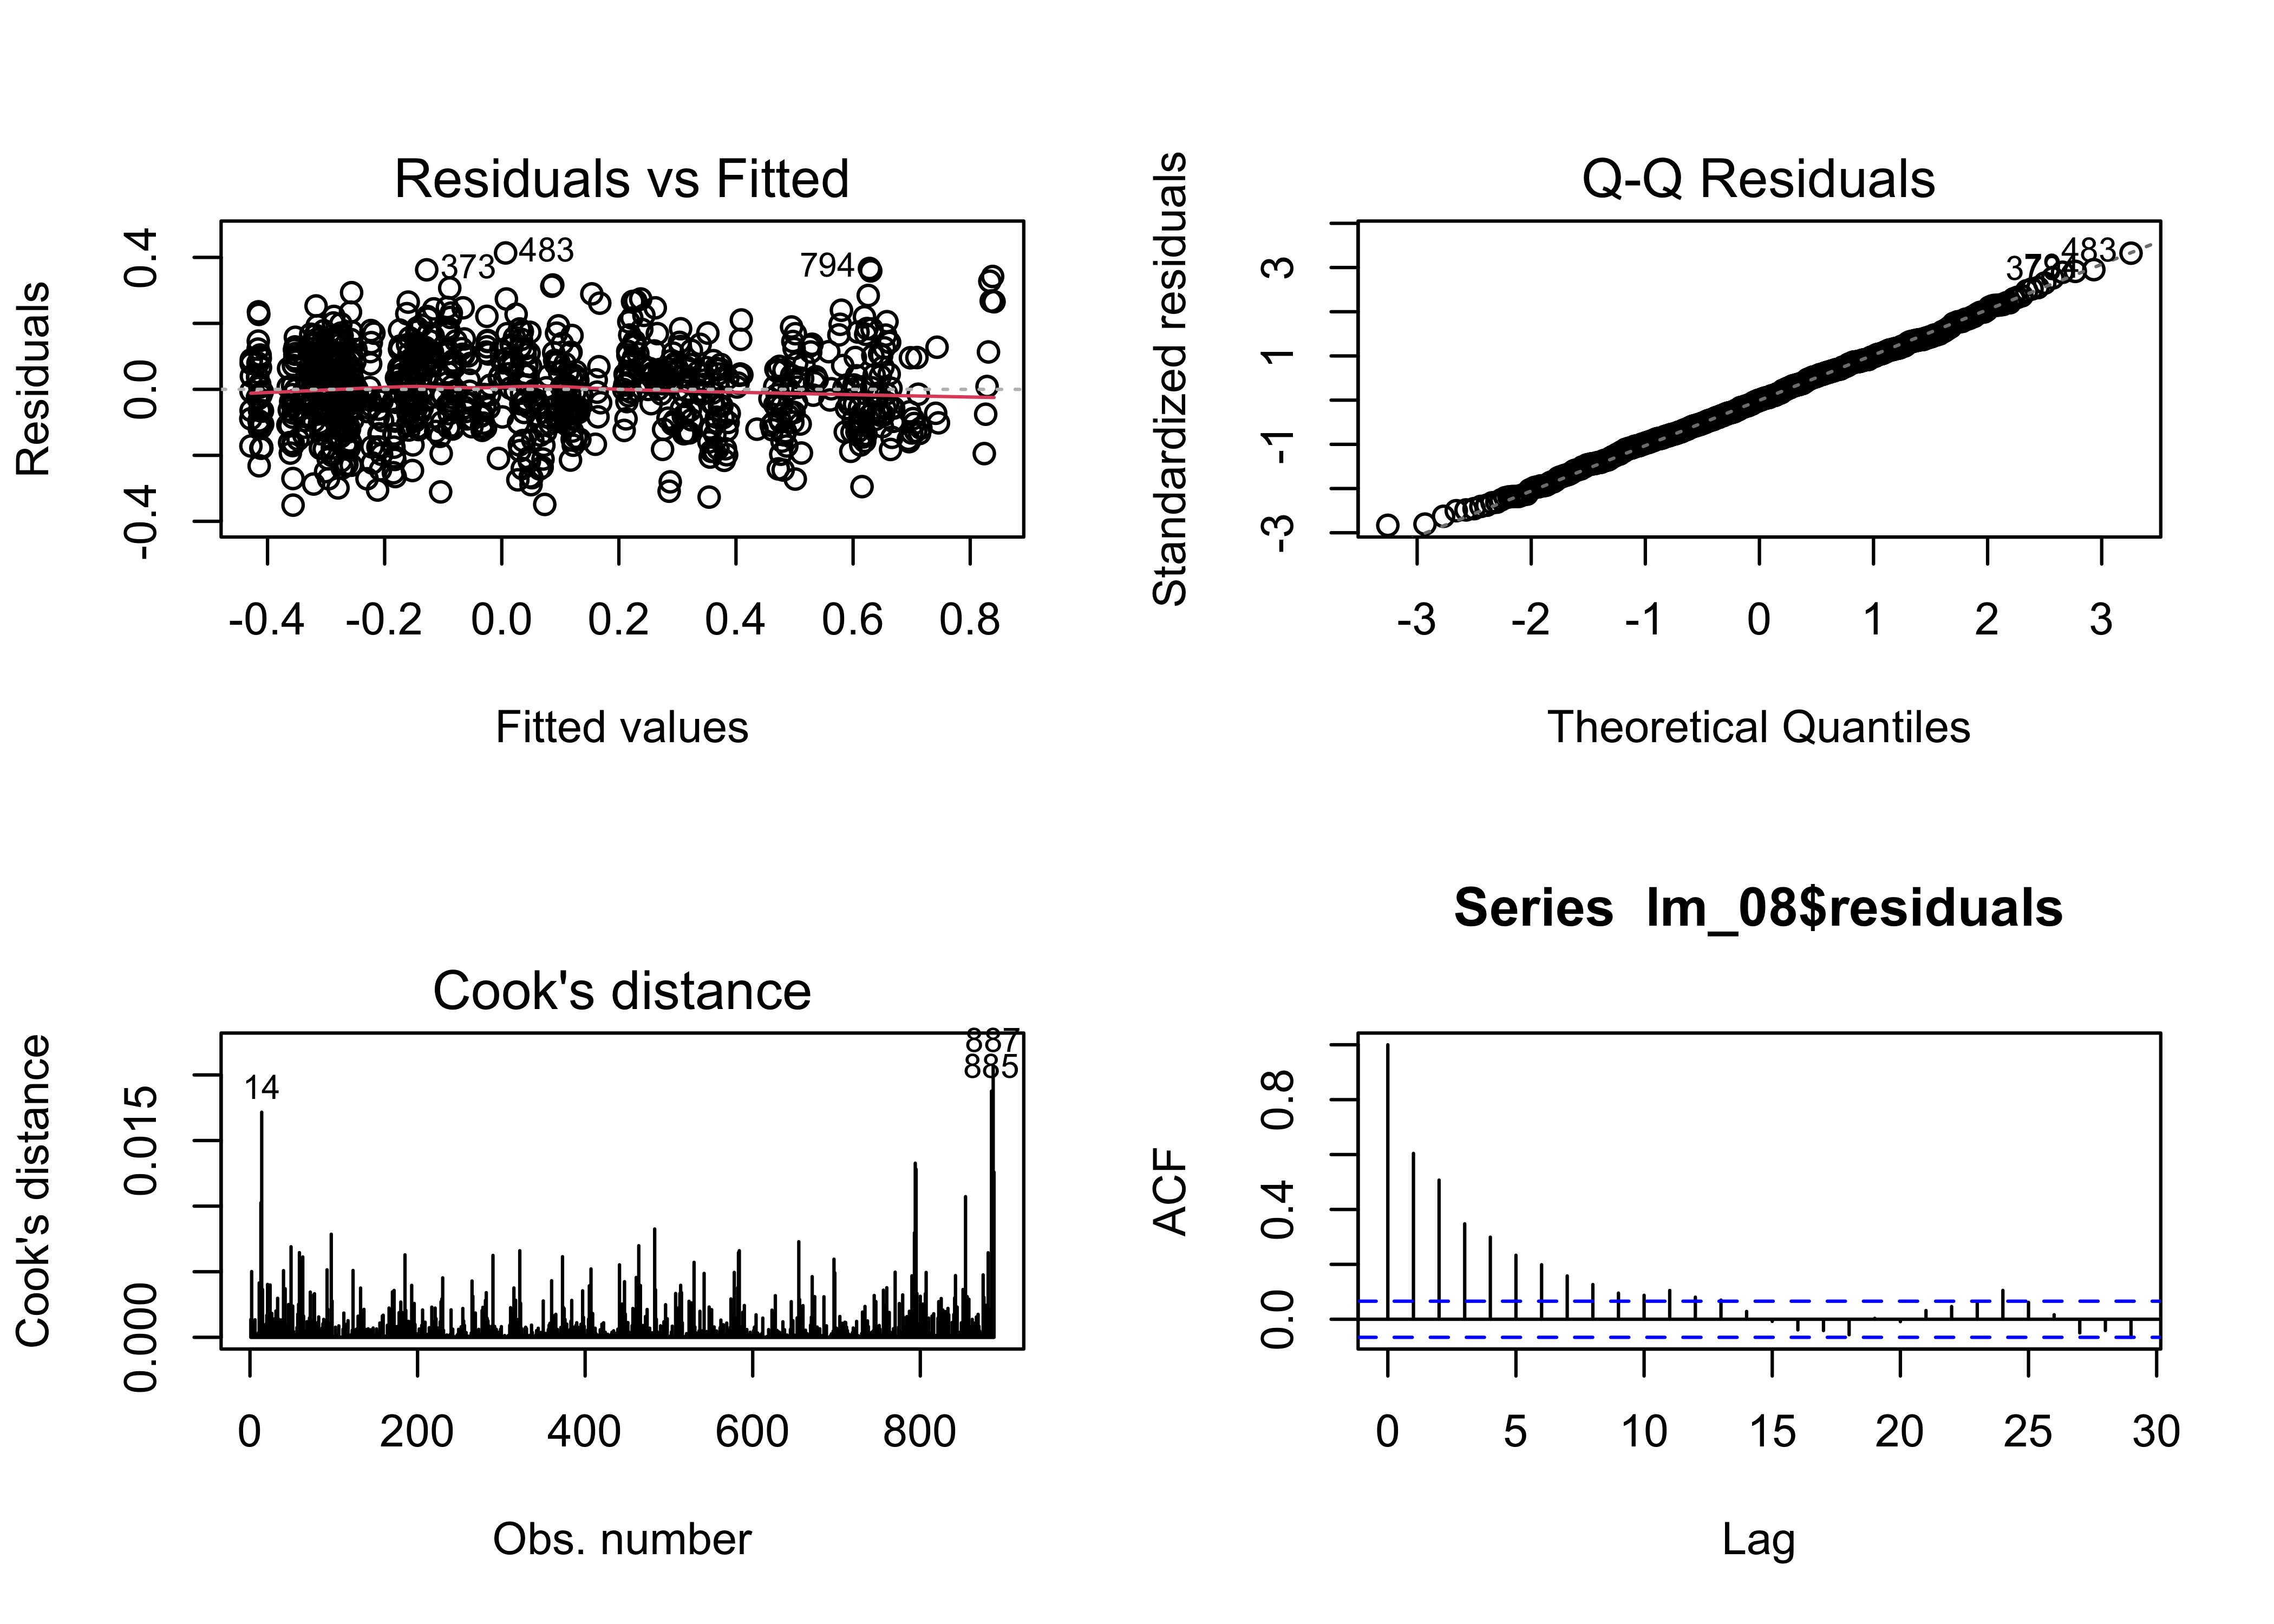 Residuals vs Fitted
Residuals
0.4
0.0
-0.4
373
483
794
-0.4 -0.2 0.0 0.2 0.4 0.6 0.8
Fitted values
Q-Q Residuals
Standardized residuals
3
1
-1
-3
483
-3 -2 -1 0 1 2 3
Theoretical Quantiles
Cook's distance
Cook's distance
0.015
0.000
14
887
885
0 200 400 600 800
Obs. number
Series lm_08$residuals
ACF
0.8
0.4
0.0
0 5 10 15 20 25 30
Lag